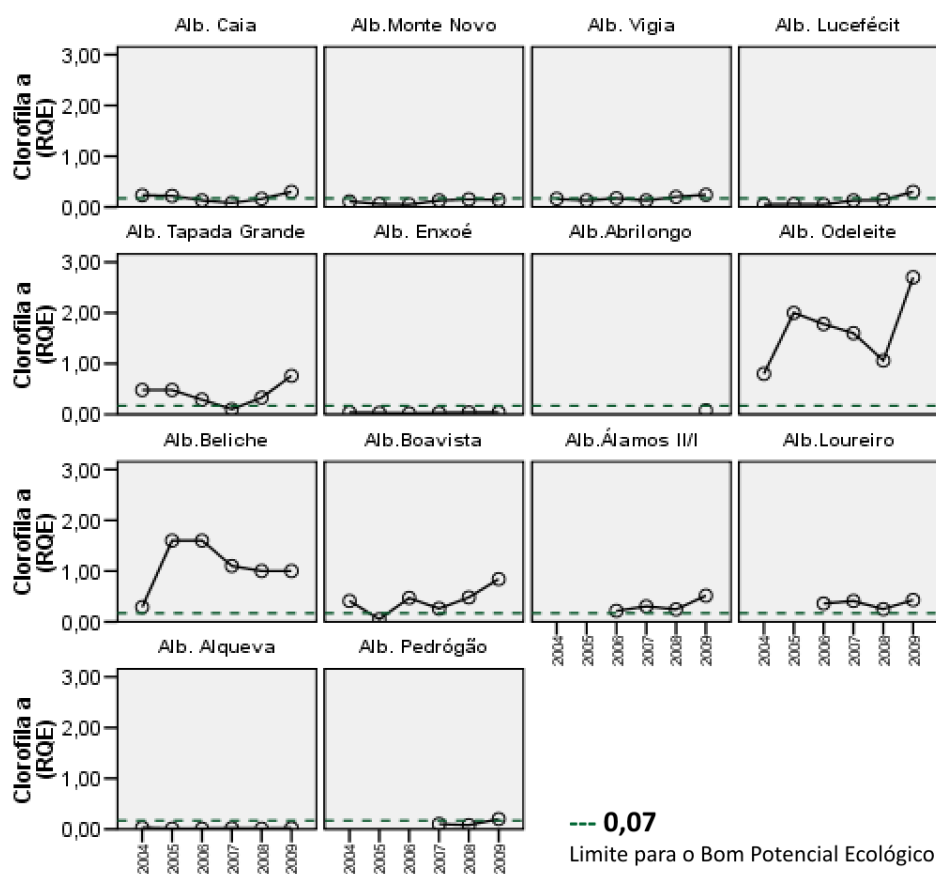 Alb. Caia
Alb.Monte Novo
Alb. Vigia
Alb. Lucefécit
Clorofila a
(RQE)
3,00
2,00
1,00
0,00
Alb. Tapada Grande
Alb. Enxoé
Alb.Abrilongo
Alb. Odeleite
Clorofila a
(RQE)
3,00
2,00
1,00
0,00
Alb.Beliche
Alb.Boavista
Alb.Álamos II/I
Alb.Loureiro
Clorofila a
(RQE)
3,00
2,00
1,00
0,00
2004
2005
2006
2007
2008
2009
2004
2005
2006
2007
2008
2009
Alb. Alqueva
Alb. Pedrógão
Clorofila a
(RQE)
3,00
2,00
1,00
0,00
2004
2005
2006
2007
2008
2009
2004
2005
2006
2007
2008
2009
--- 0,07
Limite para o Bom Potencial Ecológico